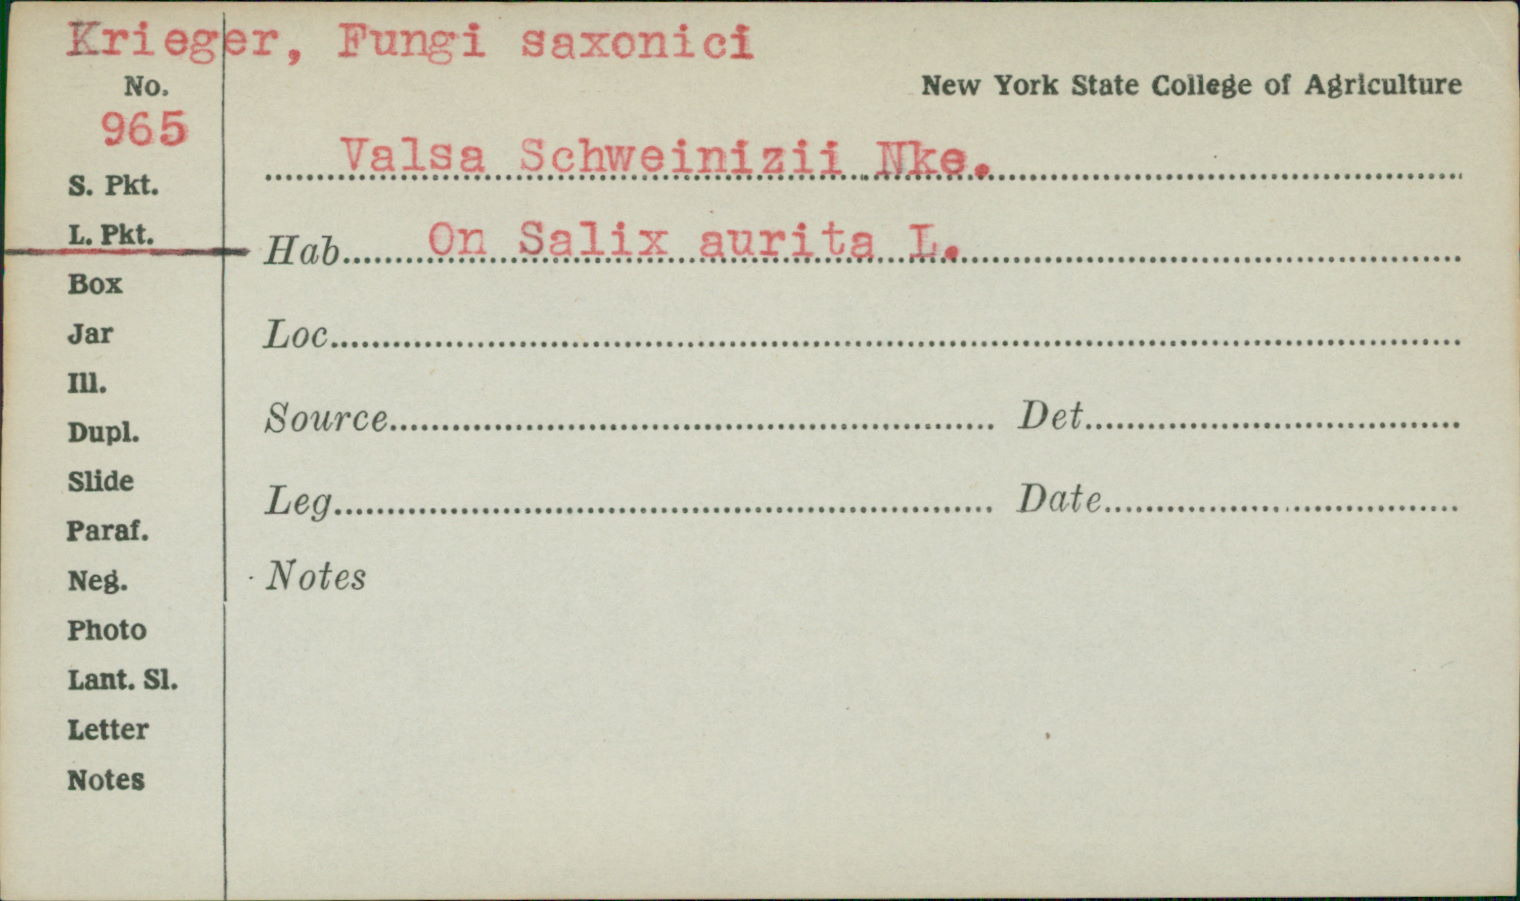 Krieger, Fungi saxonici
No.
New York State College of Agriculture
965
Valsa Schweinizii Nke.
S. Pkt.
L. Pkt.
Hab. On Salix aurita L.
Box
Jar
Loc.
Ill.
Source Det.
Dupl.
Slide
Leg. Date
Paraf.
Neg.
Notes
Photo
Lant. Sl.
Letter
Notes